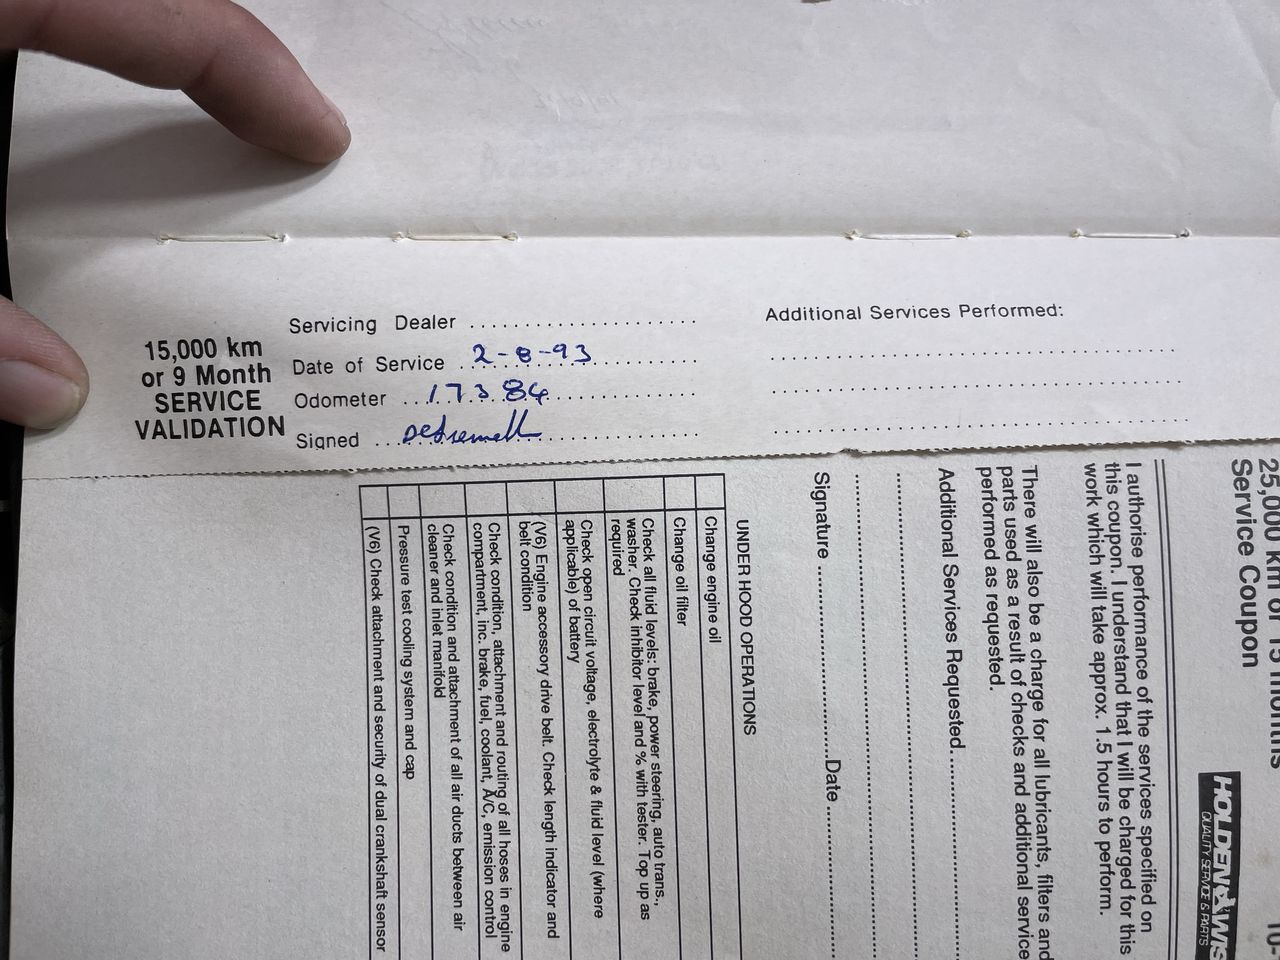 15,000 km
or 9 Month
SERVICE
VALIDATION
Servicing Dealer ........................
Date of Service 2-8-93
Odometer 17384
Signed
Additional Services Performed:
25,000 km or 15 months
Service Coupon
HOLDEN
QUALITY SERVICE & PARTS
I authorise performance of the services specified on
this coupon. I understand that I will be charged for this
work which will take approx. 1.5 hours to perform.
There will also be a charge for all lubricants, filters and
parts used as a result of checks and additional service
performed as requested.
Additional Services Requested
Signature ........................ Date
UNDER HOOD OPERATIONS
Change engine oil
Change oil filter
Check all fluid levels: brake, power steering, auto trans.,
washer. Check inhibitor level and % with tester. Top up as
required
Check open circuit voltage, electrolyte & fluid level (where
applicable) of battery
(V6) Engine accessory drive belt. Check length indicator and
belt condition
Check condition, attachment and routing of all hoses in engine
compartment, inc. brake, fuel, coolant, A/C, emission control
Check condition and attachment of all air ducts between air
cleaner and inlet manifold
Pressure test cooling system and cap
(V6) Check attachment and security of dual crankshaft sensor